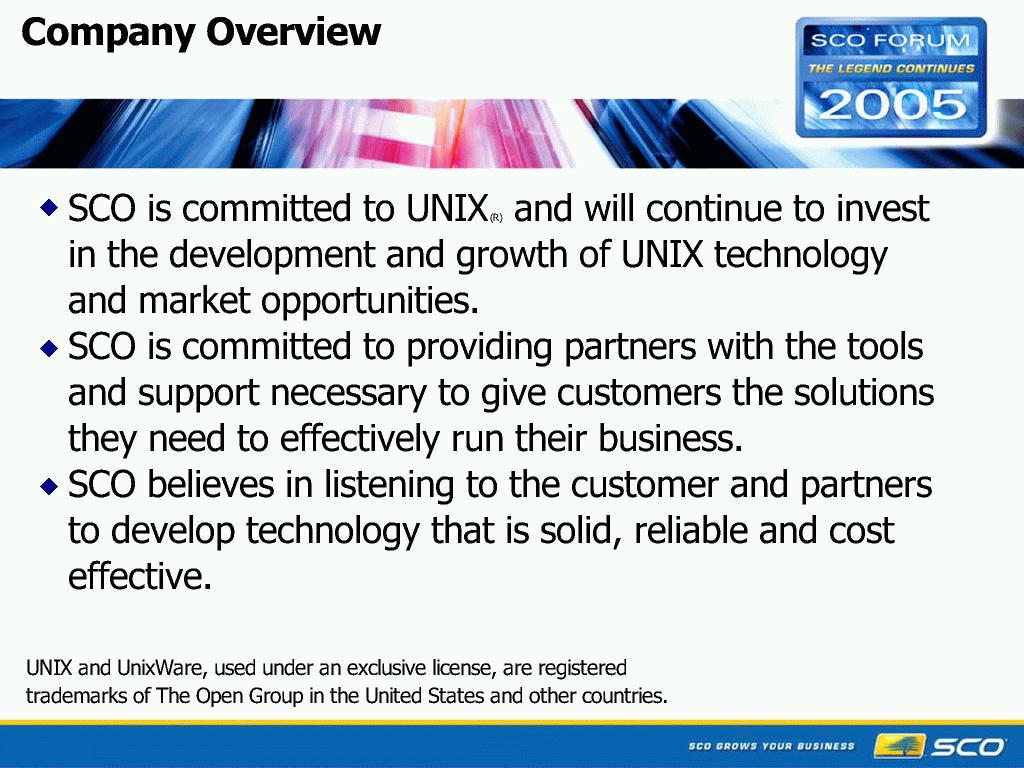 Company Overview
SCO FORUM
THE LEGEND CONTINUES
2005
SCO is committed to UNIX(R) and will continue to invest
in the development and growth of UNIX technology
and market opportunities.
SCO is committed to providing partners with the tools
and support necessary to give customers the solutions
they need to effectively run their business.
SCO believes in listening to the customer and partners
to develop technology that is solid, reliable and cost
effective.
UNIX and UnixWare, used under an exclusive license, are registered
trademarks of The Open Group in the United States and other countries.
SCO GROWS YOUR BUSINESS
SCO